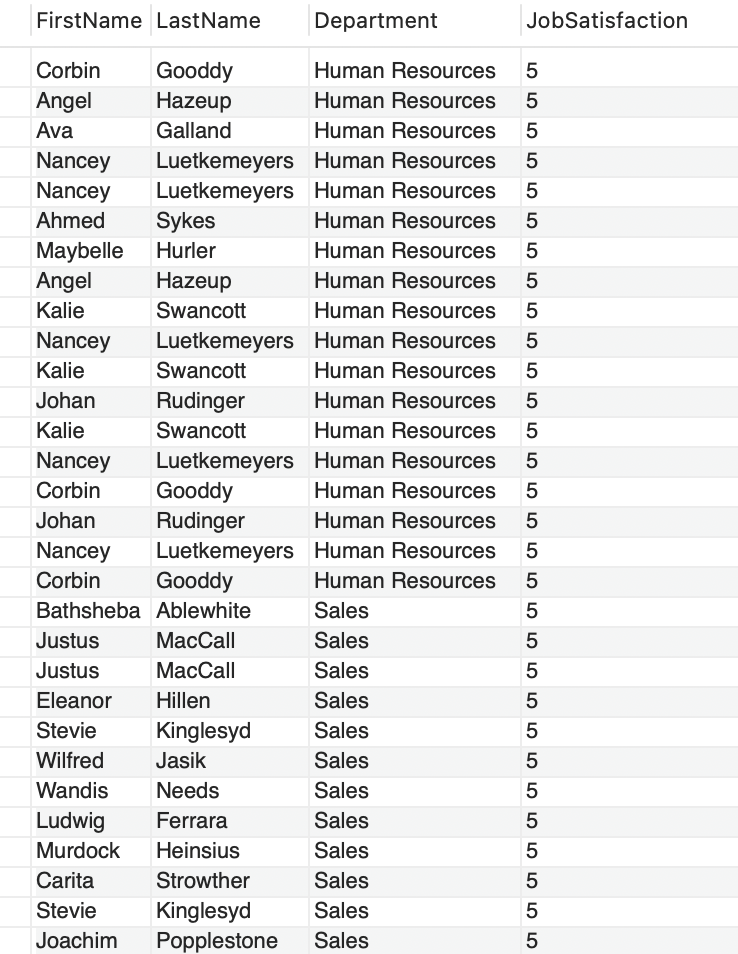 FirstName LastName Department JobSatisfaction
Corbin Gooddy Human Resources 5
Angel Hazeup Human Resources 5
Ava Galland Human Resources 5
Nancey Luetkemeyers Human Resources 5
Nancey Luetkemeyers Human Resources 5
Ahmed Sykes Human Resources 5
Maybelle Hurler Human Resources 5
Angel Hazeup Human Resources 5
Kalie Swancott Human Resources 5
Nancey Luetkemeyers Human Resources 5
Kalie Swancott Human Resources 5
Johan Rudinger Human Resources 5
Kalie Swancott Human Resources 5
Nancey Luetkemeyers Human Resources 5
Corbin Gooddy Human Resources 5
Johan Rudinger Human Resources 5
Nancey Luetkemeyers Human Resources 5
Corbin Gooddy Human Resources 5
Bathsheba Ablewhite Sales 5
Justus MacCall Sales 5
Justus MacCall Sales 5
Eleanor Hillen Sales 5
Stevie Kinglesyd Sales 5
Wilfred Jasik Sales 5
Wandis Needs Sales 5
Ludwig Ferrara Sales 5
Murdock Heinsius Sales 5
Carita Strowther Sales 5
Stevie Kinglesyd Sales 5
Joachim Popplestone Sales 5